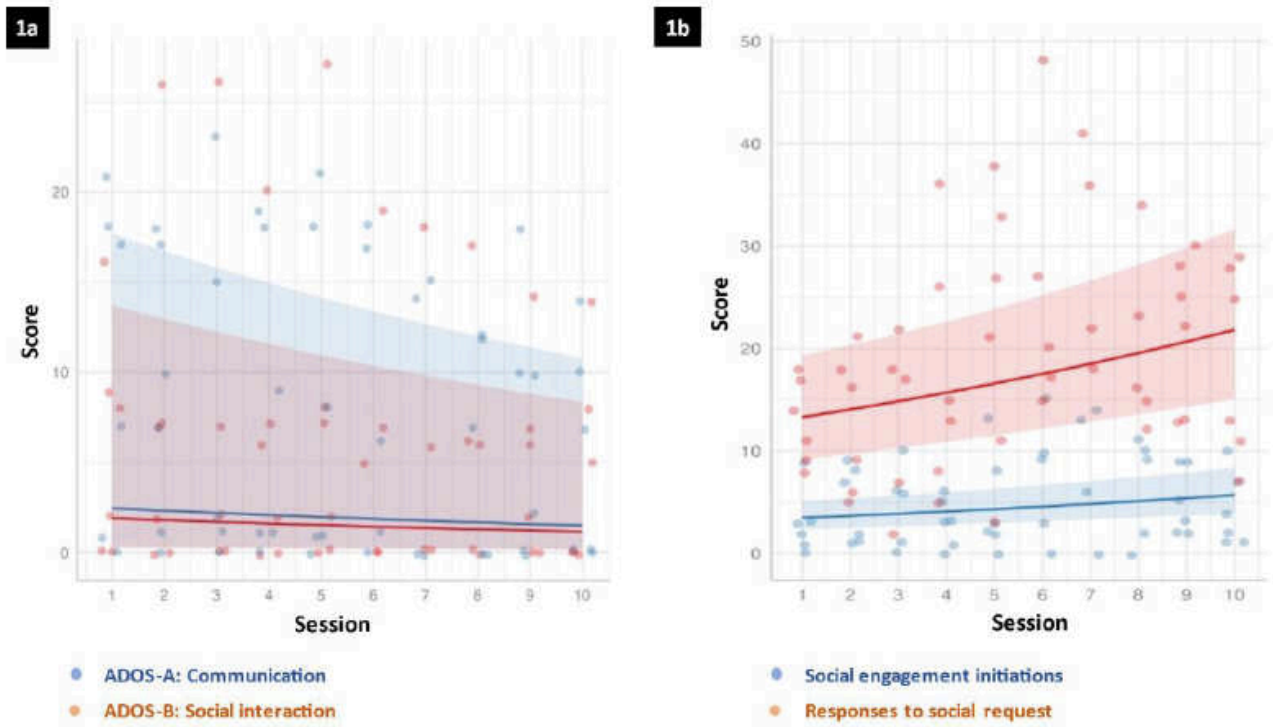 1a
1b
Score
20
10
0
1 2 3 4 5 6 7 8 9 10
Session
ADOS-A: Communication
ADOS-B: Social interaction
Score
50
40
30
20
10
0
1 2 3 4 5 6 7 8 9 10
Session
Social engagement initiations
Responses to social request